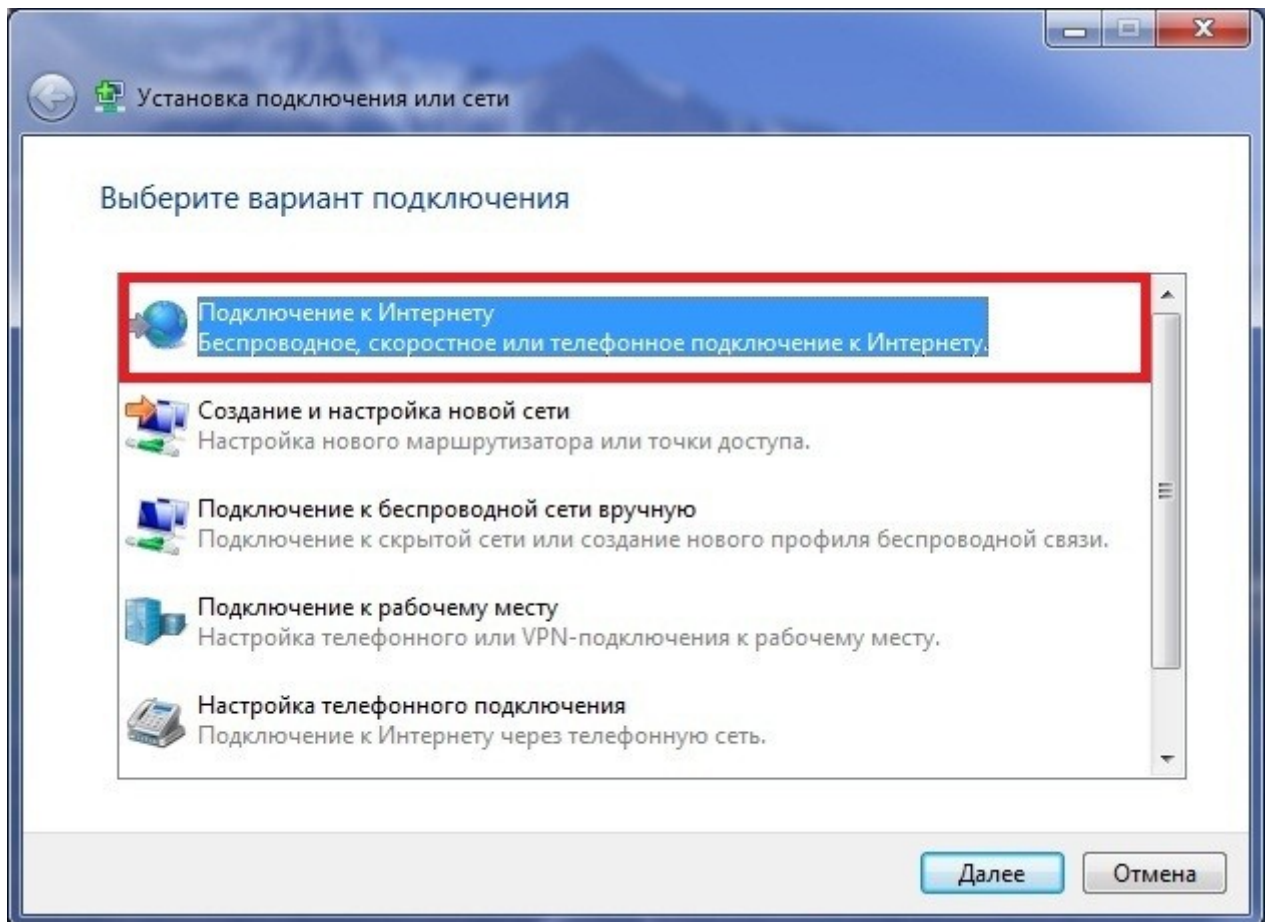 Установка подключения или сети
Выберите вариант подключения
Подключение к Интернету
Беспроводное, скоростное или телефонное подключение к Интернету.
Создание и настройка новой сети
Настройка нового маршрутизатора или точки доступа.
Подключение к беспроводной сети вручную
Подключение к скрытой сети или создание нового профиля беспроводной связи.
Подключение к рабочему месту
Настройка телефонного или VPN-подключения к рабочему месту.
Настройка телефонного подключения
Подключение к Интернету через телефонную сеть.
Далее
Отмена